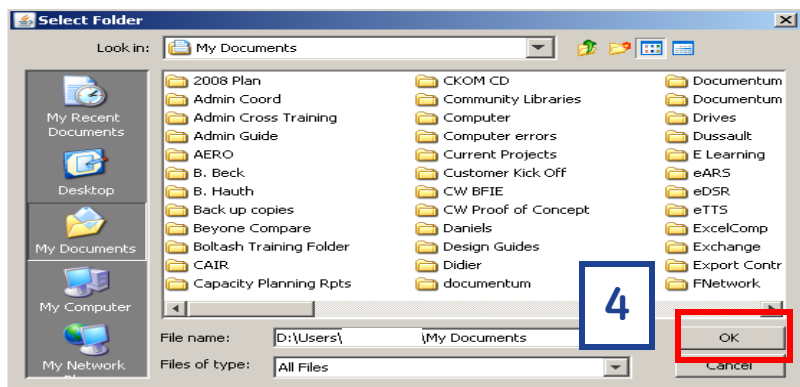 Select Folder
Look in: My Documents
My Recent
Documents
Desktop
My Documents
My Computer
My Network
2008 Plan
Admin Coord
Admin Cross Training
Admin Guide
AERO
B. Beck
B. Hauth
Back up copies
Beyone Compare
Boltash Training Folder
CAIR
Capacity Planning Rpts
CKOM CD
Community Libraries
Computer
Computer errors
Current Projects
Customer Kick Off
CW BFIE
CW Proof of Concept
Daniels
Design Guides
Didier
documentum
Documentum
Documentum
Drives
Dussault
E Learning
eARS
eDSR
eTTS
ExcelComp
Exchange
Export Contr
FNetwork
4
File name: D:\Users\ \My Documents
OK
Files of type: All Files
Cancel